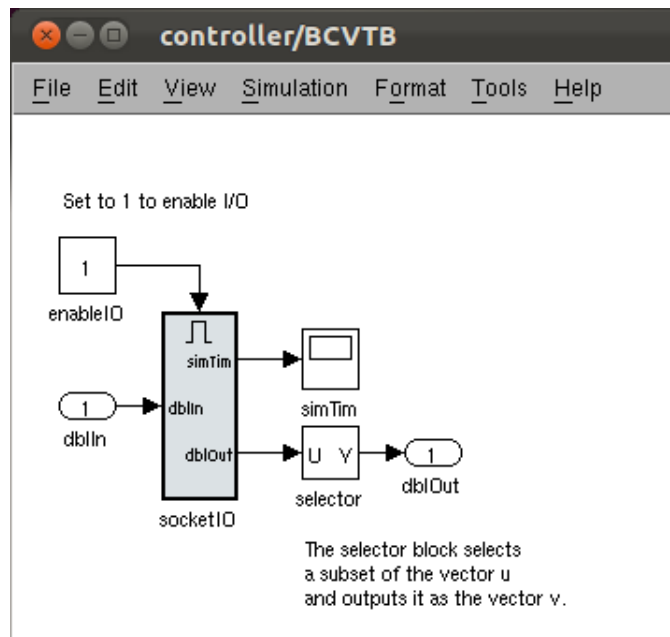 controller/BCVTB
File Edit View Simulation Format Tools Help
Set to 1 to enable I/O
1
enableIO
simTim
dblIn
dblOut
socketIO
1
dblIn
simTim
U Y
selector
1
dblOut
The selector block selects
a subset of the vector u
and outputs it as the vector v.